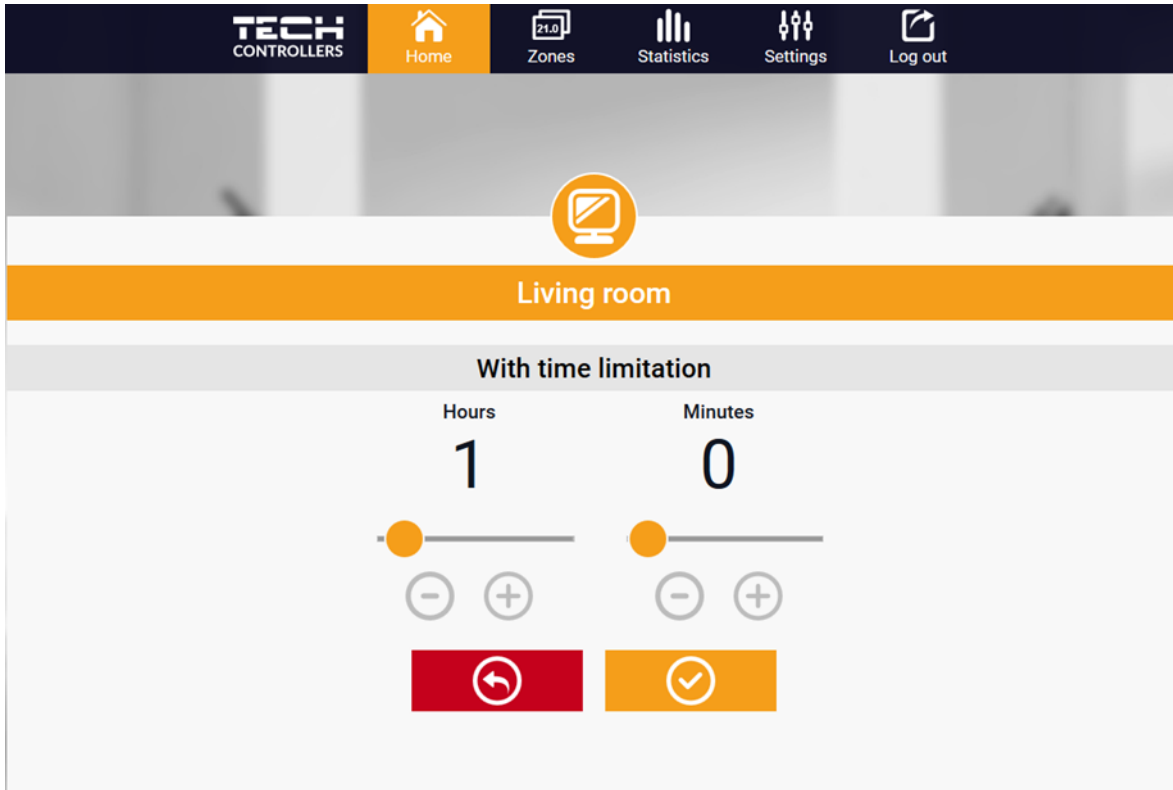 TECH
CONTROLLERS
Home
21.0
Zones
Statistics
Settings
Log out
Living room
With time limitation
Hours
Minutes
1
0